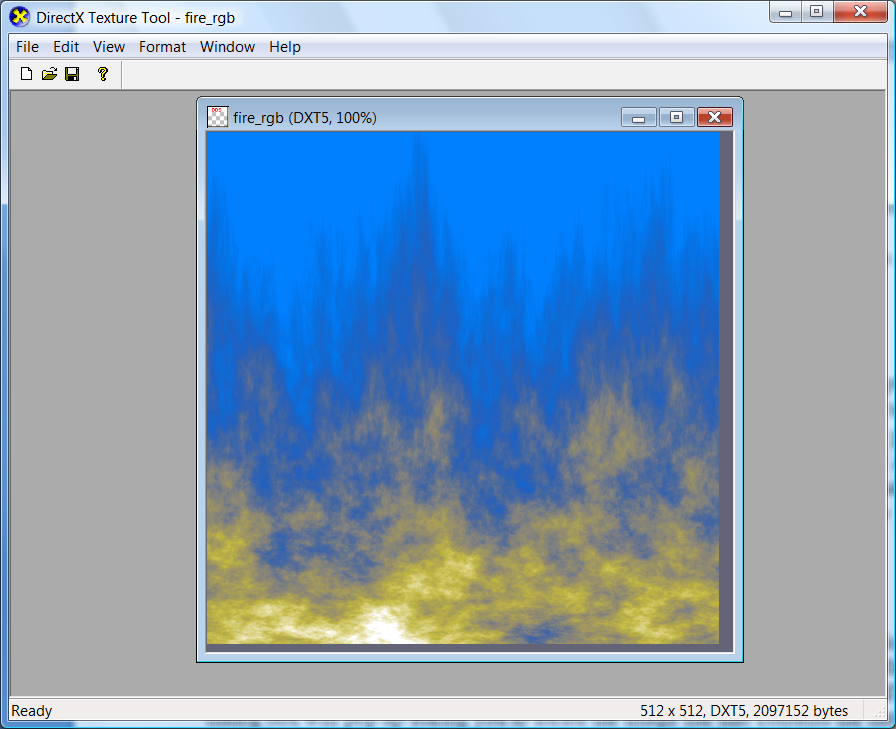 DirectX Texture Tool - fire_rgb
File Edit View Format Window Help
DDS
fire_rgb (DXT5, 100%)
Ready
512 x 512, DXT5, 2097152 bytes